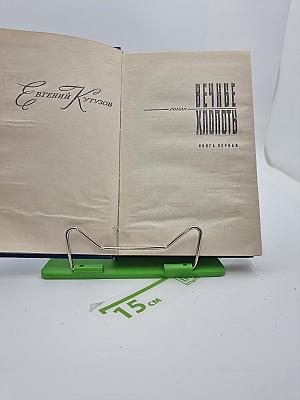 Евгений Кутузов
РОМАН
ВЕЧНЫЕ
ХЛОПОТЫ
КНИГА ПЕРВАЯ
15 СМ